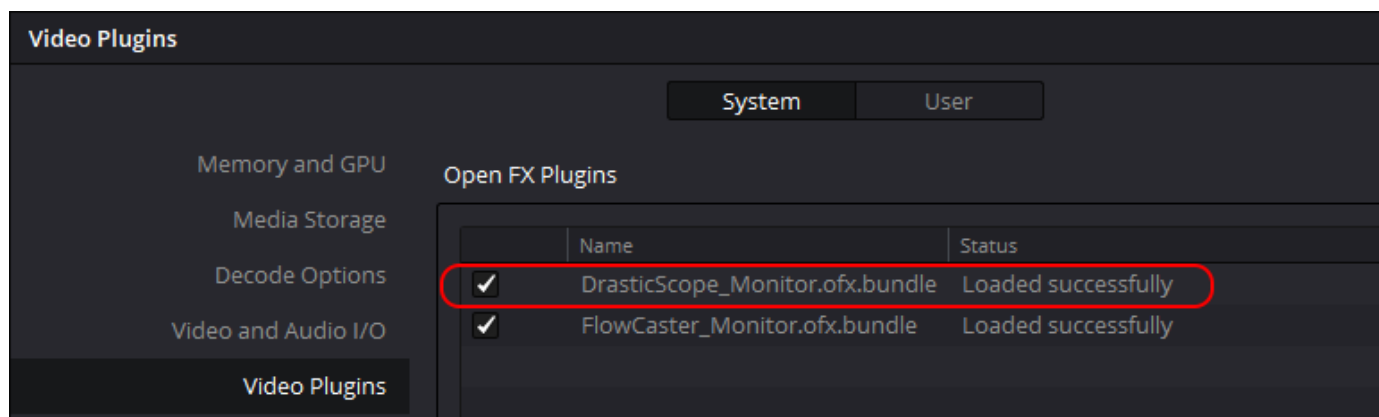 Video Plugins
System User
Memory and GPU
Media Storage
Decode Options
Video and Audio I/O
Video Plugins
Open FX Plugins
Name Status
DrasticScope_Monitor.ofx.bundle Loaded successfully
FlowCaster_Monitor.ofx.bundle Loaded successfully